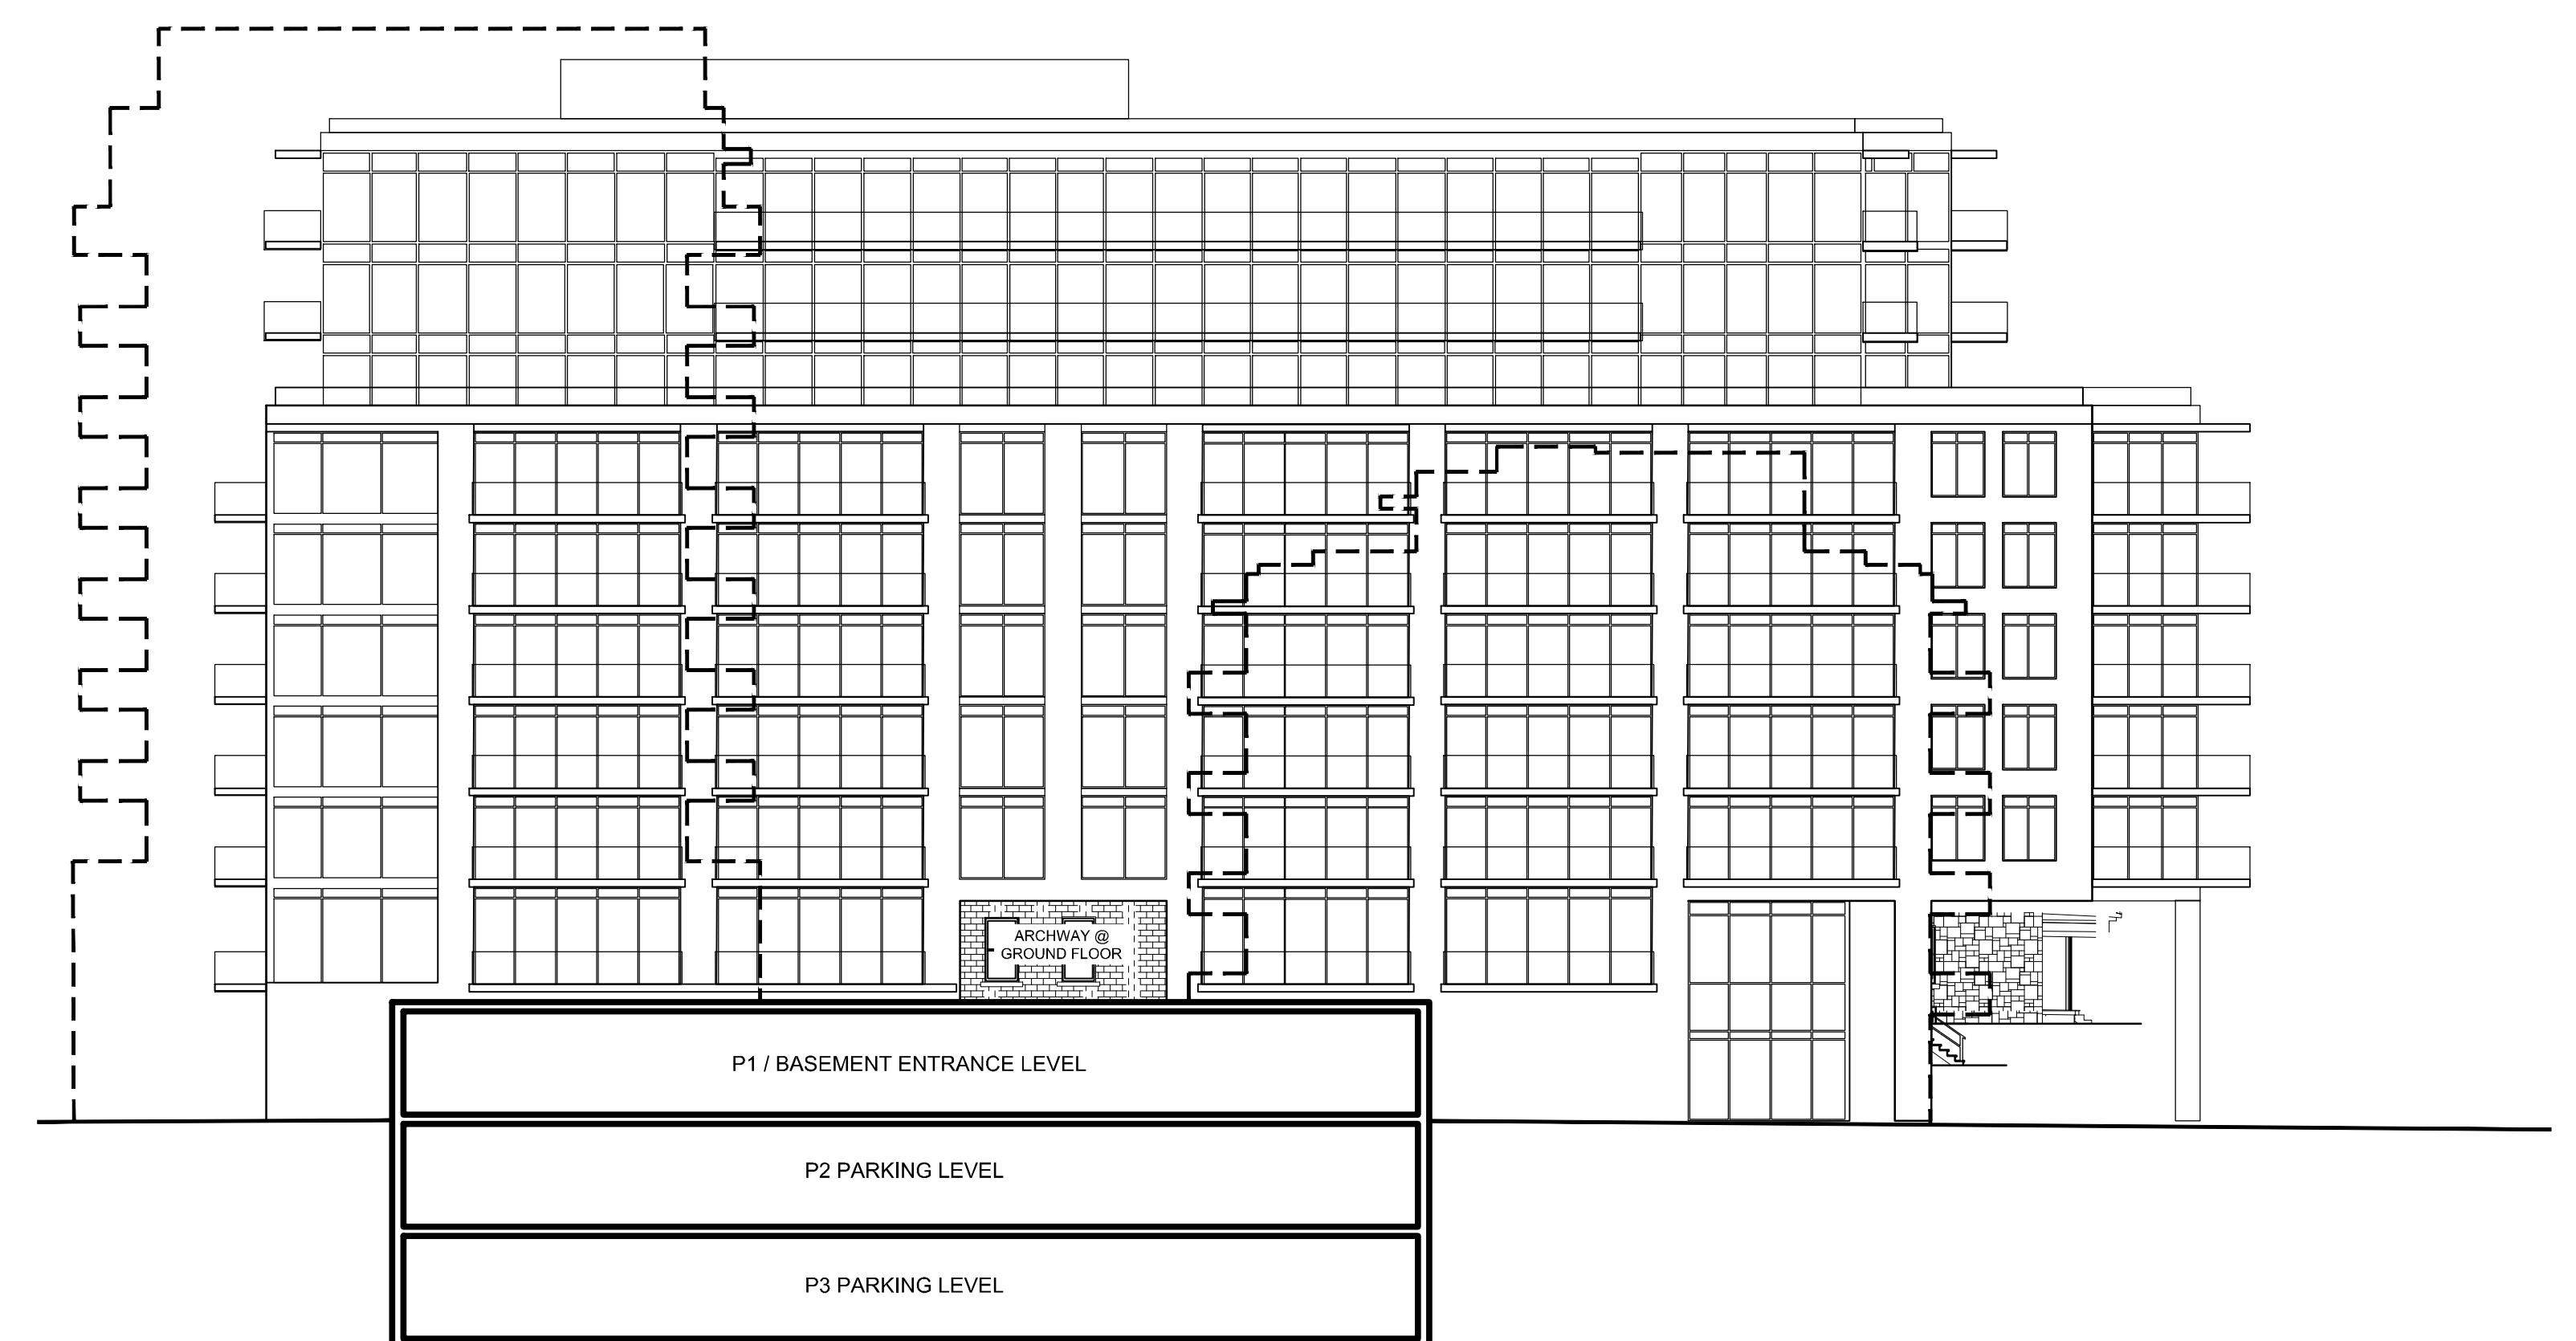 ARCHWAY @
GROUND FLOOR
P1 / BASEMENT ENTRANCE LEVEL
P2 PARKING LEVEL
P3 PARKING LEVEL